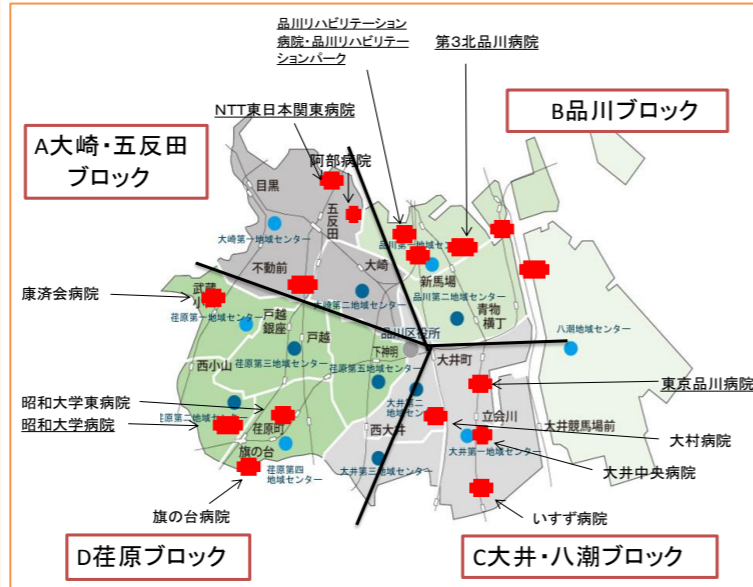 品川リハビリテーション
病院・品川リハビリテー
ションパーク
第3北品川病院
NTT東日本関東病院
B品川ブロック
A大崎・五反田
ブロック
阿部病院
目黒
五反田
大崎第一地域センター
品川第一地域センター
大崎
新馬場
不動前
武蔵小
大崎第二地域センター
品川第二地域センター
康済会病院
荏原第一地域センター
戸越
銀座
戸越
青物
横丁
品川区役所
八潮地域センター
下神明
大井町
西小山
荏原第三地域センター
荏原第五地域センター
東京品川病院
昭和大学東病院
大井第二
地域センター
荏原第二地域センター
荏原町
立会川
昭和大学病院
西大井
大井競馬場前
大村病院
旗の台
大井第一地域センター
荏原第四
地域センター
大井第三地域センター
大井中央病院
旗の台病院
いすず病院
D荏原ブロック
C大井・八潮ブロック